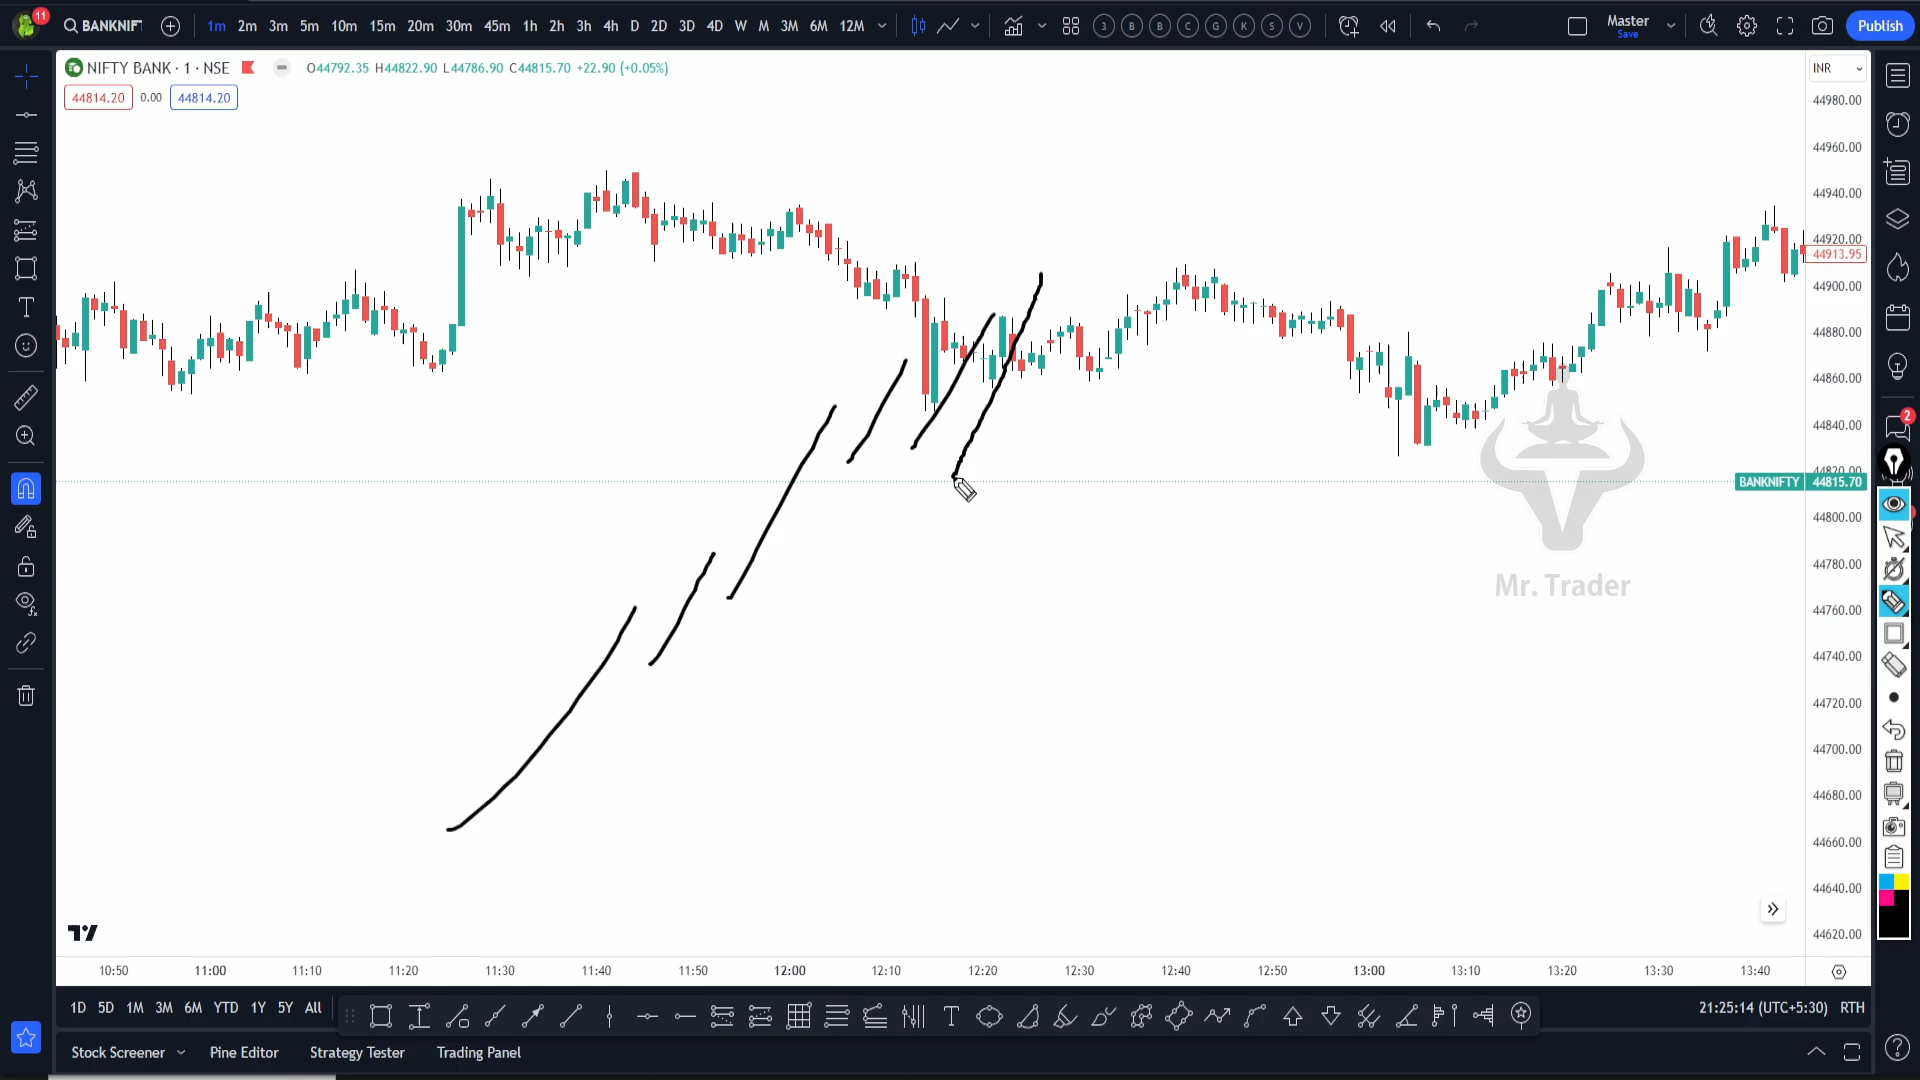 11 BANKNIF 1m 2m 3m 5m 10m 15m 20m 30m 45m 1h 2h 3h 4h D 2D 3D 4D W M 3M 6M 12M 3 B B C G K S V Master Save Publish
NIFTY BANK · 1 · NSE O44792.35 H44822.90 L44786.90 C44815.70 +22.90 (+0.05%) INR
44814.20 0.00 44814.20
44980.00
44960.00
44940.00
44920.00
44913.95
44900.00
44880.00
44860.00
44840.00
44820.00
BANKNIFTY 44815.70
44800.00
44780.00
Mr. Trader
44760.00
44740.00
44720.00
44700.00
44680.00
44660.00
44640.00
44620.00
2
10:50 11:00 11:10 11:20 11:30 11:40 11:50 12:00 12:10 12:20 12:30 12:40 12:50 13:00 13:10 13:20 13:30 13:40
1D 5D 1M 3M 6M YTD 1Y 5Y All 21:25:14 (UTC+5:30) RTH
Stock Screener Pine Editor Strategy Tester Trading Panel